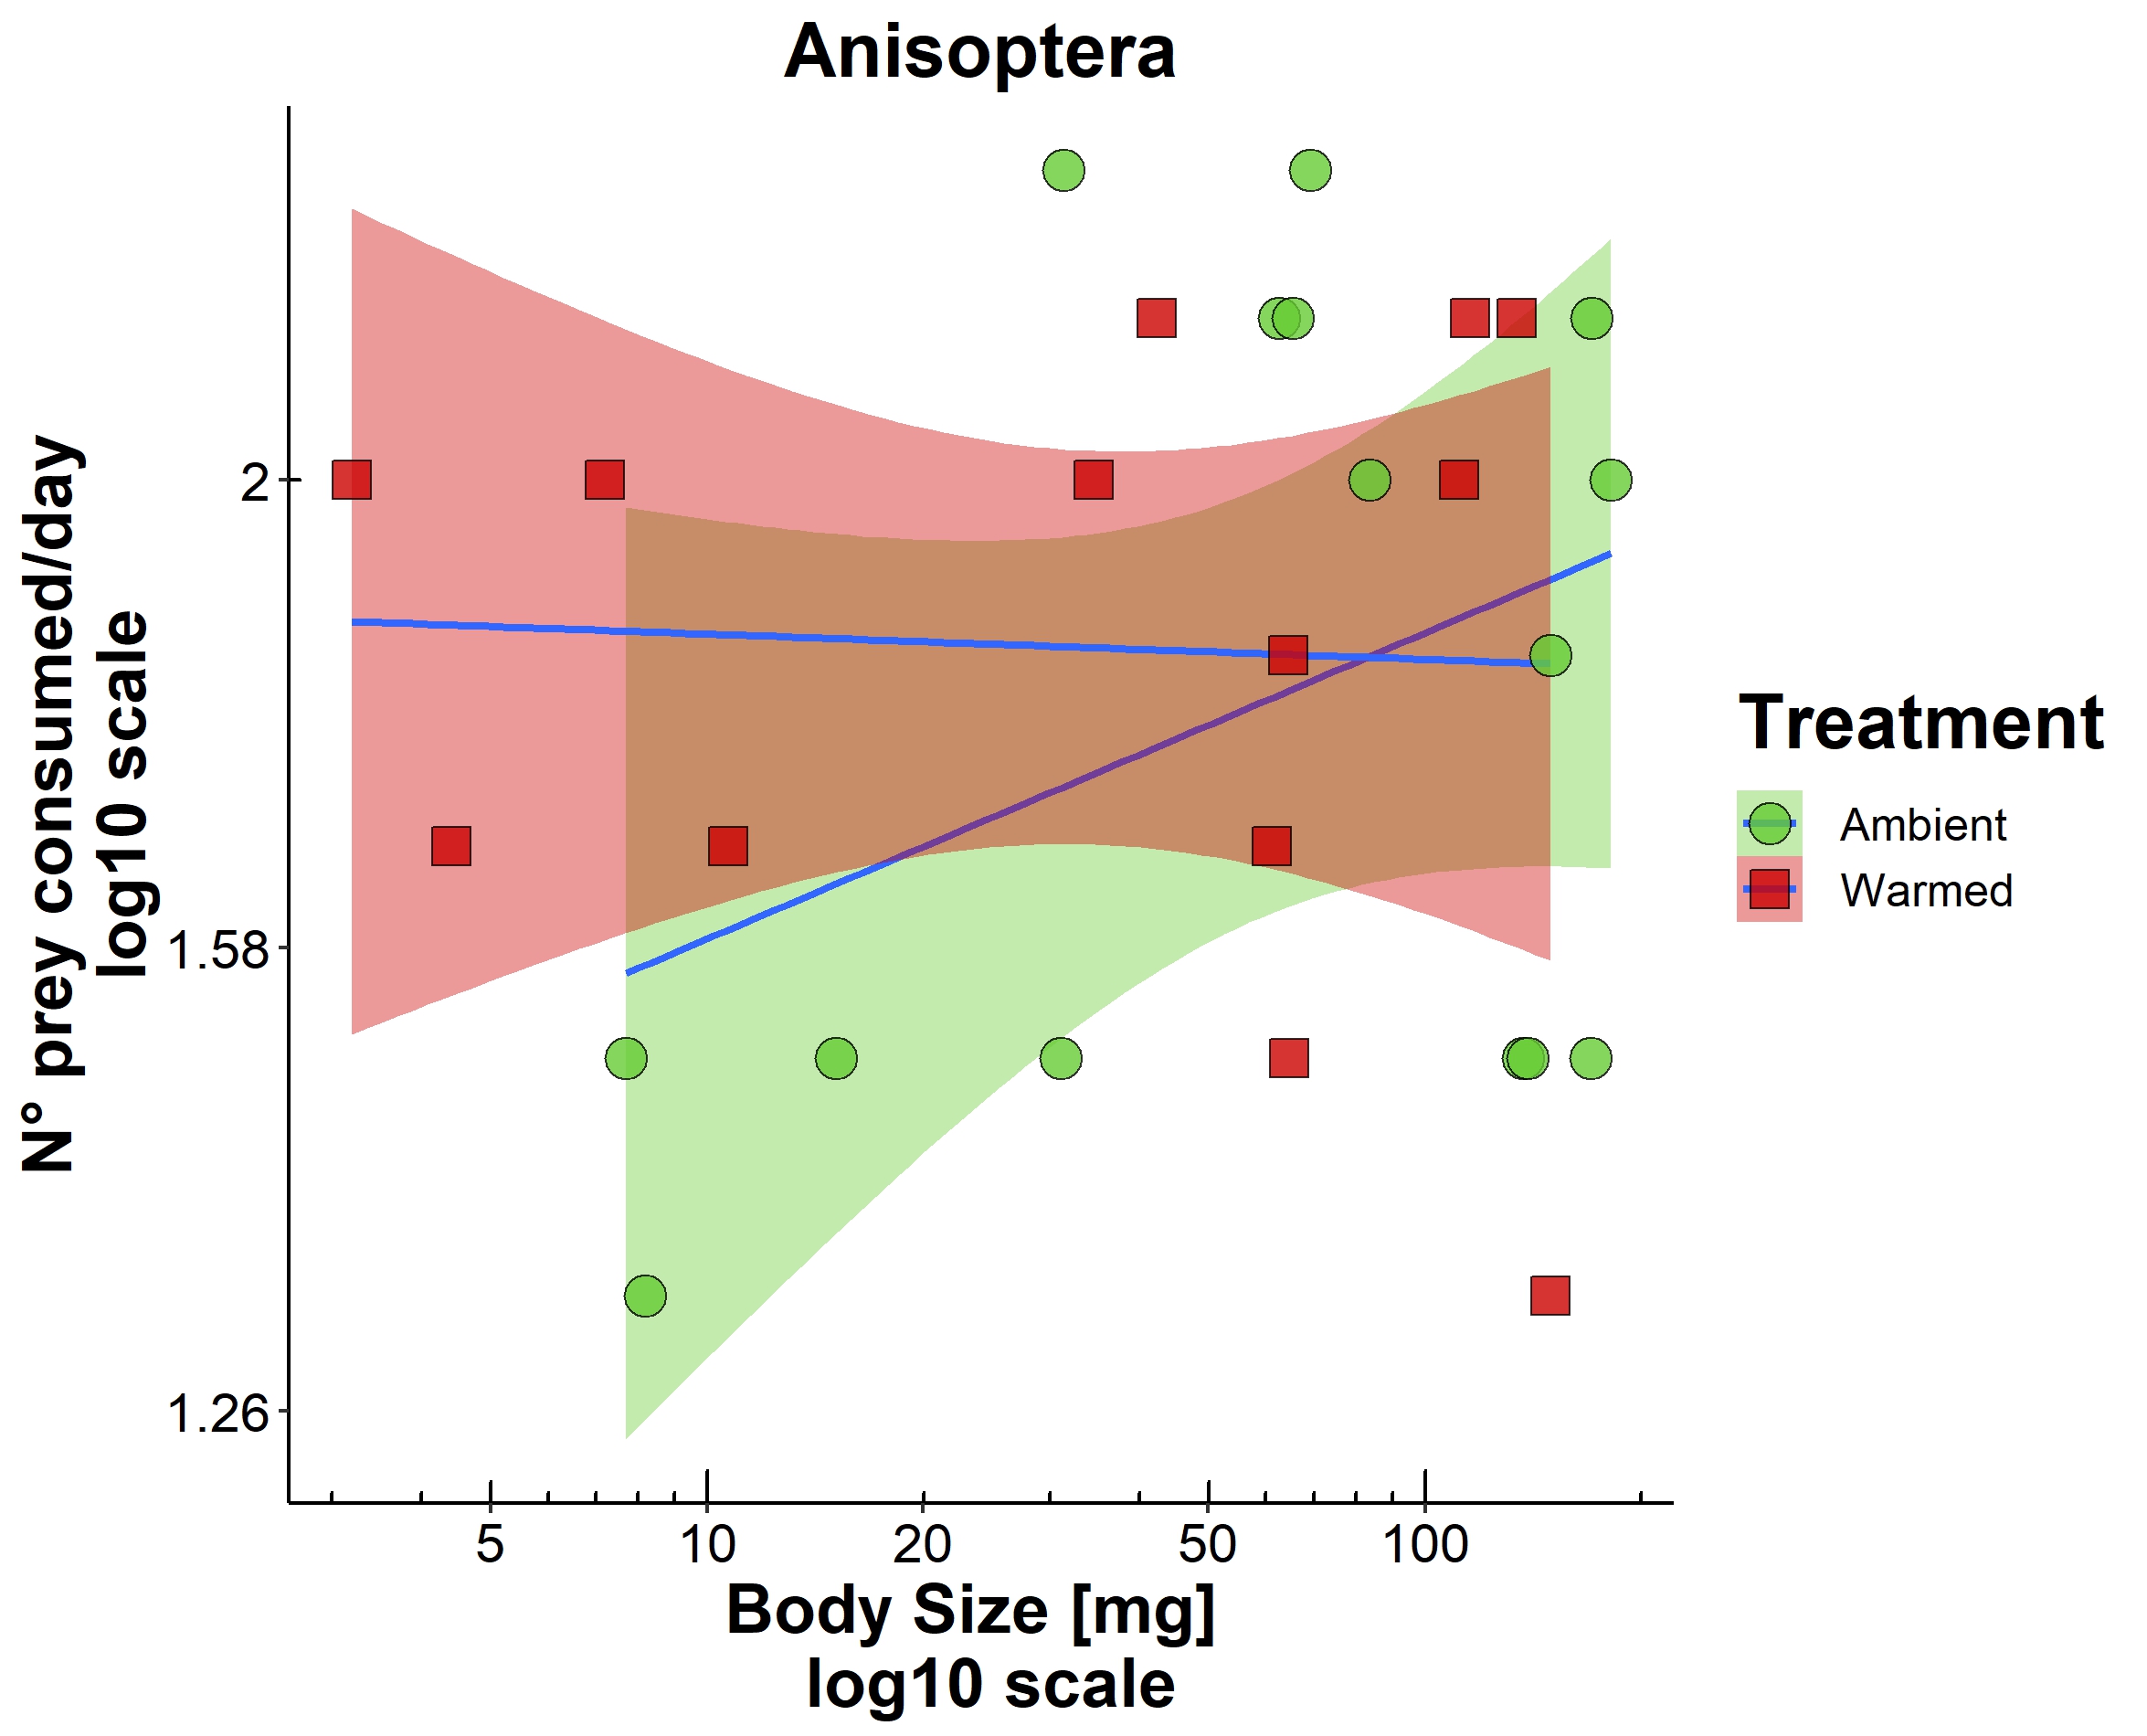 Anisoptera
N° prey consumed/day
log10 scale
2
1.58
1.26
5 10 20 50 100
Body Size [mg]
log10 scale
Treatment
Ambient
Warmed